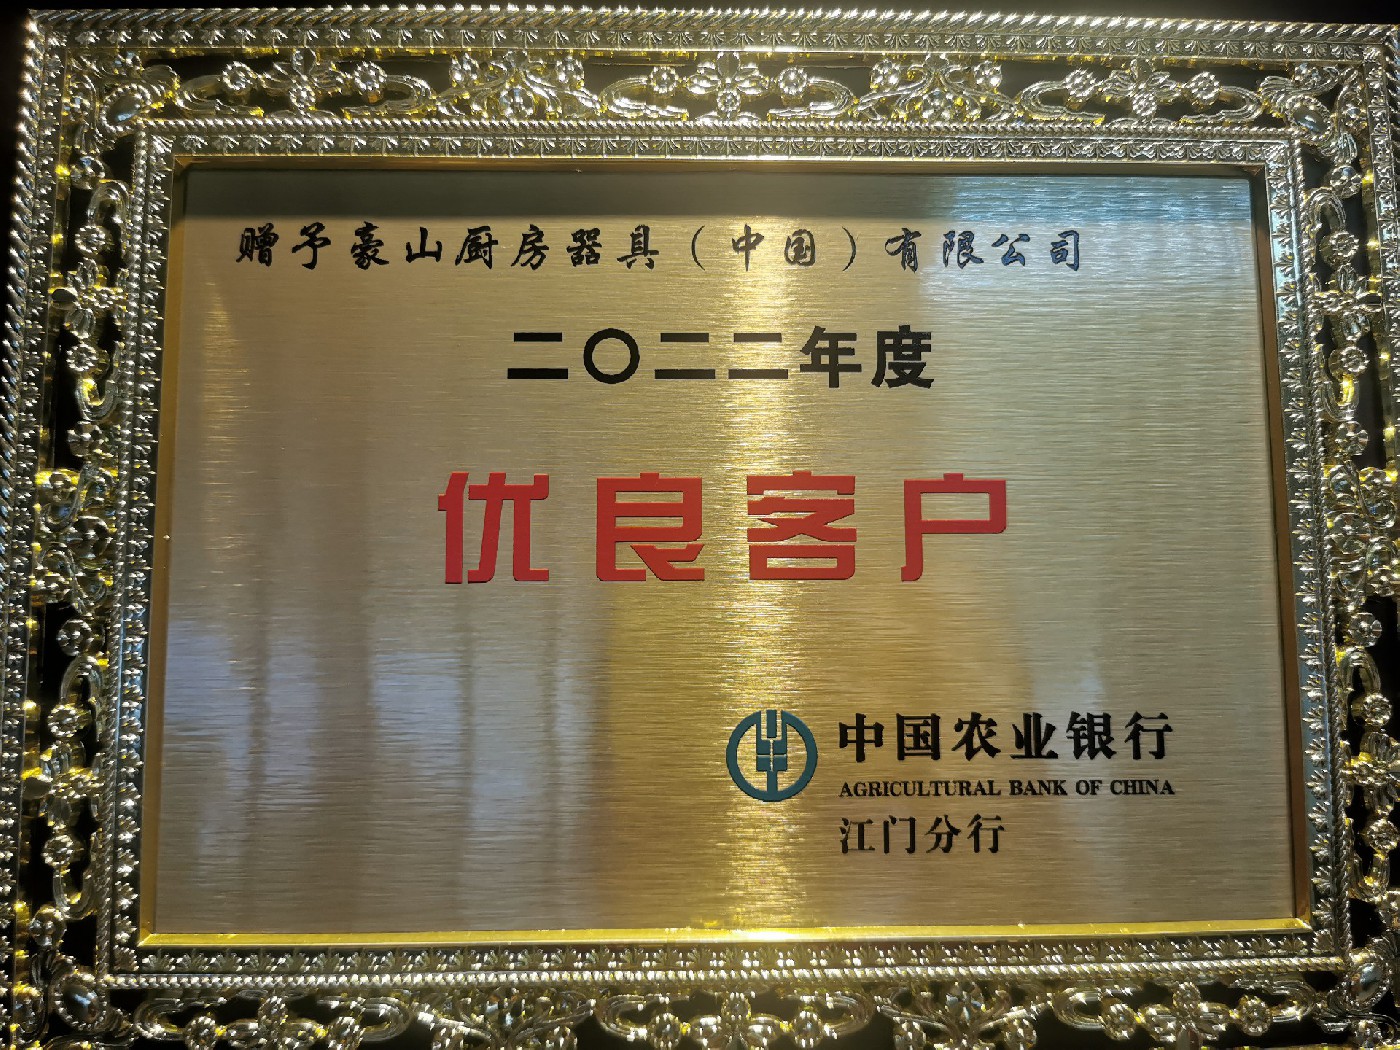 赠予豪山厨房器具（中国）有限公司
二〇二二年度
优良客户
中国农业银行
AGRICULTURAL BANK OF CHINA
江门分行